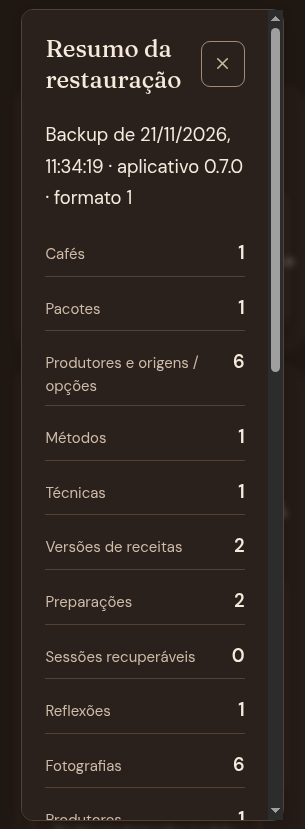 Resumo da
restauração
Backup de 21/11/2026,
11:34:19 · aplicativo 0.7.0
· formato 1
Cafés 1
Pacotes 1
Produtores e origens / 6
opções
Métodos 1
Técnicas 1
Versões de receitas 2
Preparações 2
Sessões recuperáveis 0
Reflexões 1
Fotografias 6
Produtores 1